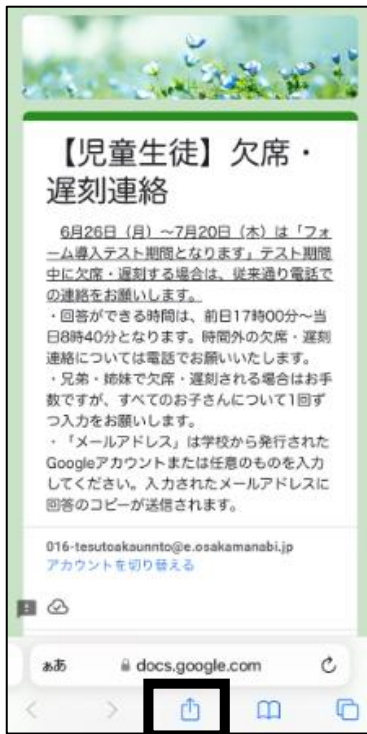 【児童生徒】欠席・
遅刻連絡
6月26日（月）～7月20日（木）は「フォ
ーム導入テスト期間となります」テスト期間
中に欠席・遅刻する場合は、従来通り電話で
の連絡をお願いします。
・回答ができる時間は、前日17時00分～当
日8時40分となります。時間外の欠席・遅刻
連絡については電話でお願いいたします。
・兄弟・姉妹で欠席・遅刻される場合はお手
数ですが、すべてのお子さんについて1回ず
つ入力をお願いします。
・「メールアドレス」は学校から発行された
Googleアカウントまたは任意のものを入力
してください。入力されたメールアドレスに
回答のコピーが送信されます。
016-tesutoakaunnto@e.osakamanabi.jp
アカウントを切り替える
ぁあ docs.google.com